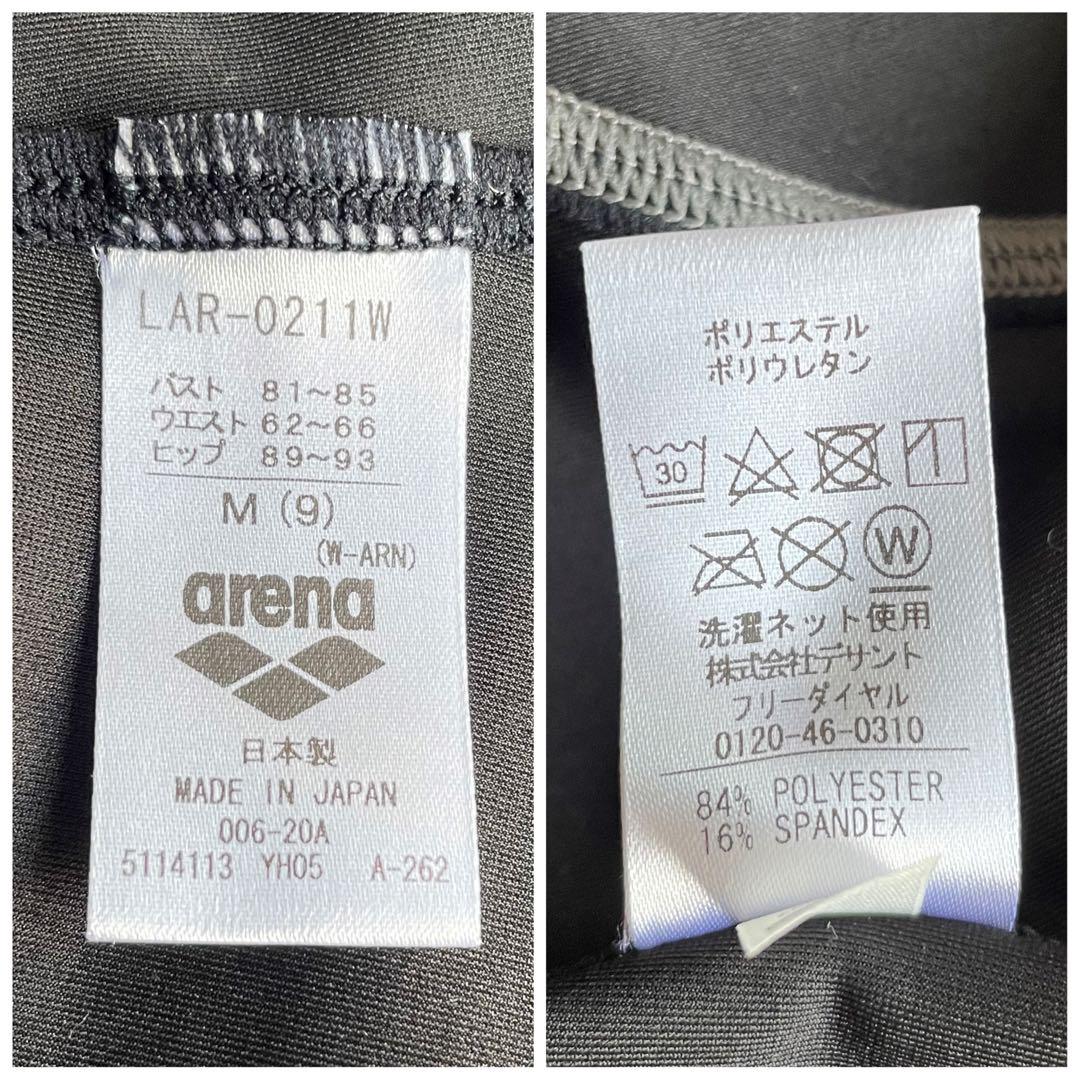 LAR-0211W
バスト 81~85
ウエスト 62~66
ヒップ 89~93
M (9)
(W-ARN)
arena
日本製
MADE IN JAPAN
006-20A
5114113 YH05 A-262
ポリエステル
ポリウレタン
30
W
洗濯ネット使用
株式会社デサント
フリーダイヤル
0120-46-0310
84% POLYESTER
16% SPANDEX